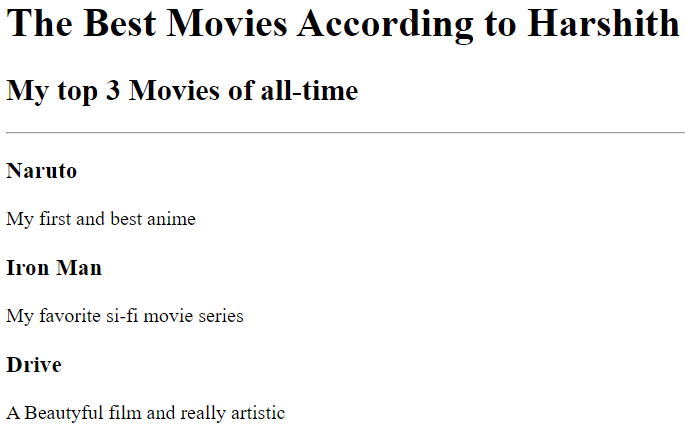 The Best Movies According to Harshith
My top 3 Movies of all-time
Naruto
My first and best anime
Iron Man
My favorite si-fi movie series
Drive
A Beautyful film and really artistic